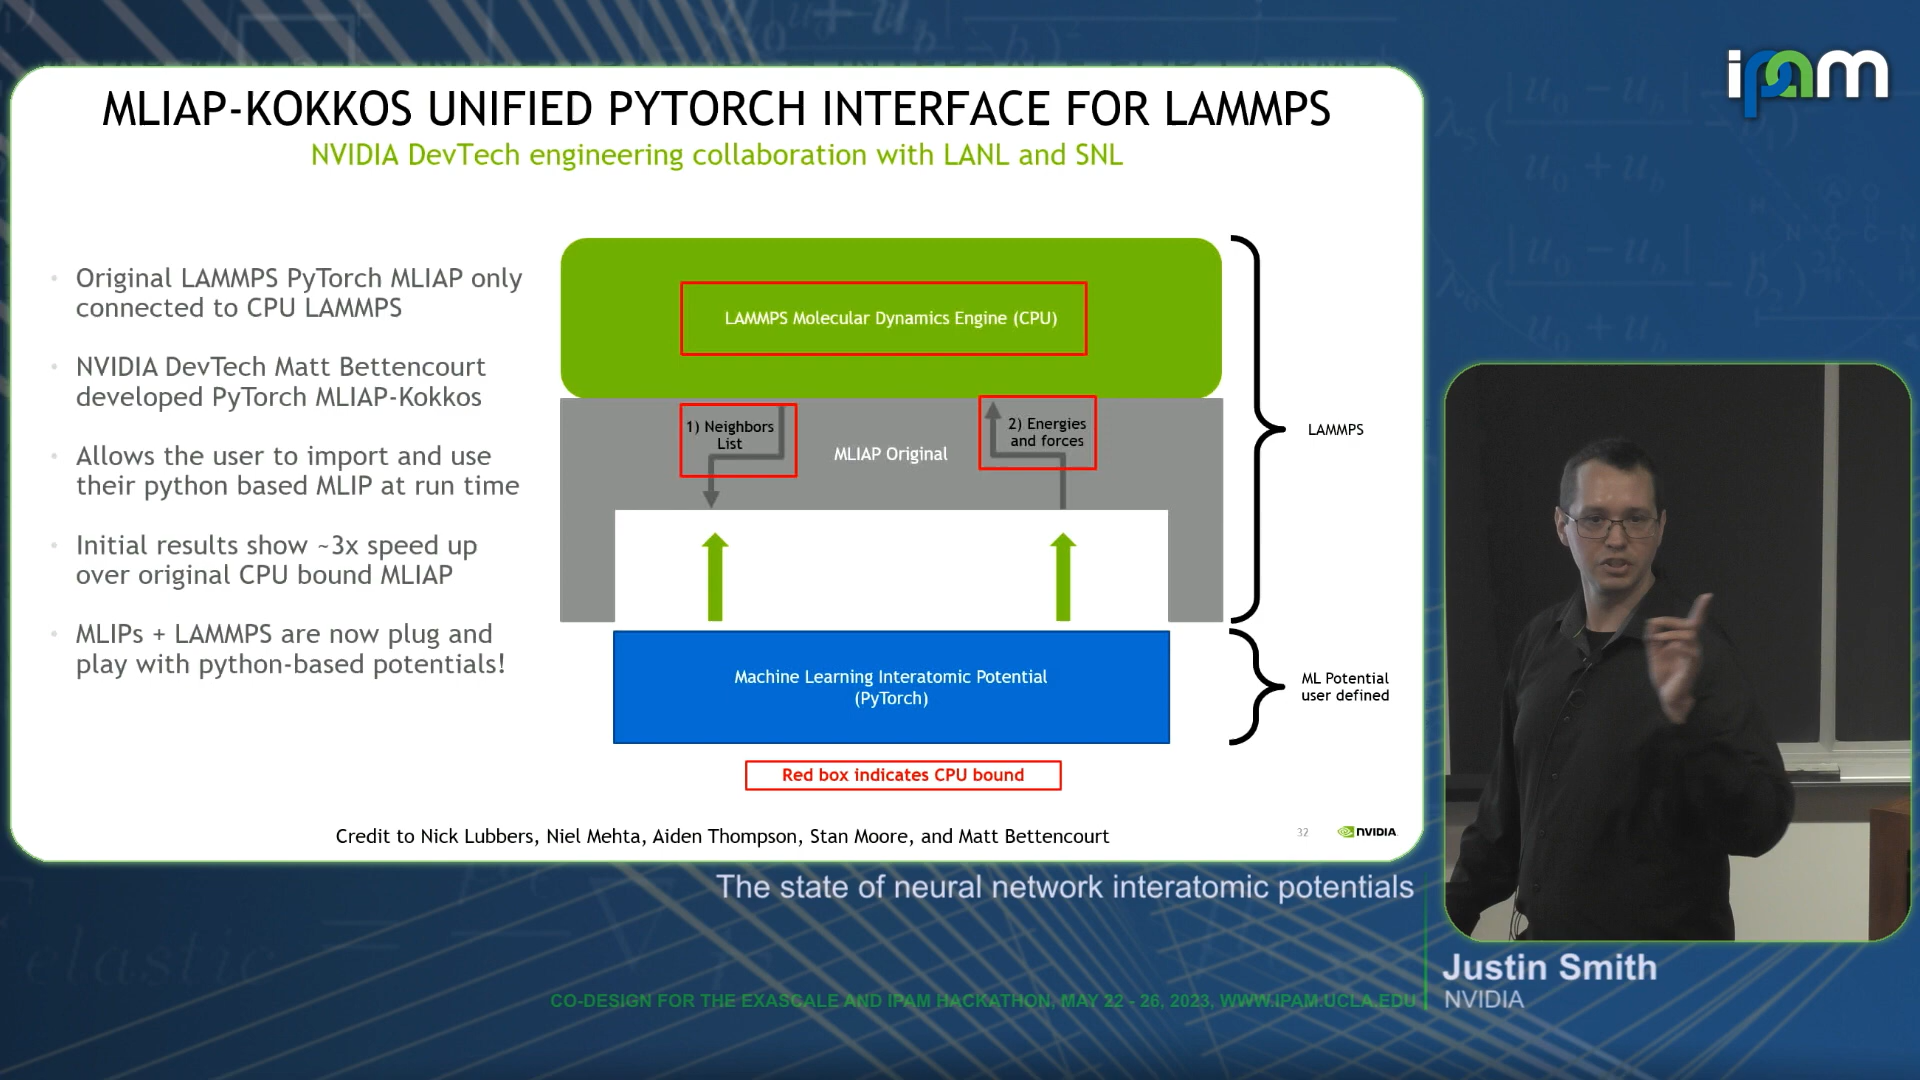 ipam
MLIAP-KOKKOS UNIFIED PYTORCH INTERFACE FOR LAMMPS
NVIDIA DevTech engineering collaboration with LANL and SNL
• Original LAMMPS PyTorch MLIAP only
connected to CPU LAMMPS
• NVIDIA DevTech Matt Bettencourt
developed PyTorch MLIAP-Kokkos
• Allows the user to import and use
their python based MLIP at run time
• Initial results show ~3x speed up
over original CPU bound MLIAP
• MLIPs + LAMMPS are now plug and
play with python-based potentials!
LAMMPS Molecular Dynamics Engine (CPU)
1) Neighbors
List
MLIAP Original
2) Energies
and forces
LAMMPS
Machine Learning Interatomic Potential
(PyTorch)
ML Potential
user defined
Red box indicates CPU bound
Credit to Nick Lubbers, Niel Mehta, Aiden Thompson, Stan Moore, and Matt Bettencourt
32
NVIDIA
The state of neural network interatomic potentials
Justin Smith
NVIDIA
CO-DESIGN FOR THE EXASCALE AND IPAM HACKATHON, MAY 22 - 26, 2023, WWW.IPAM.UCLA.EDU
elastic